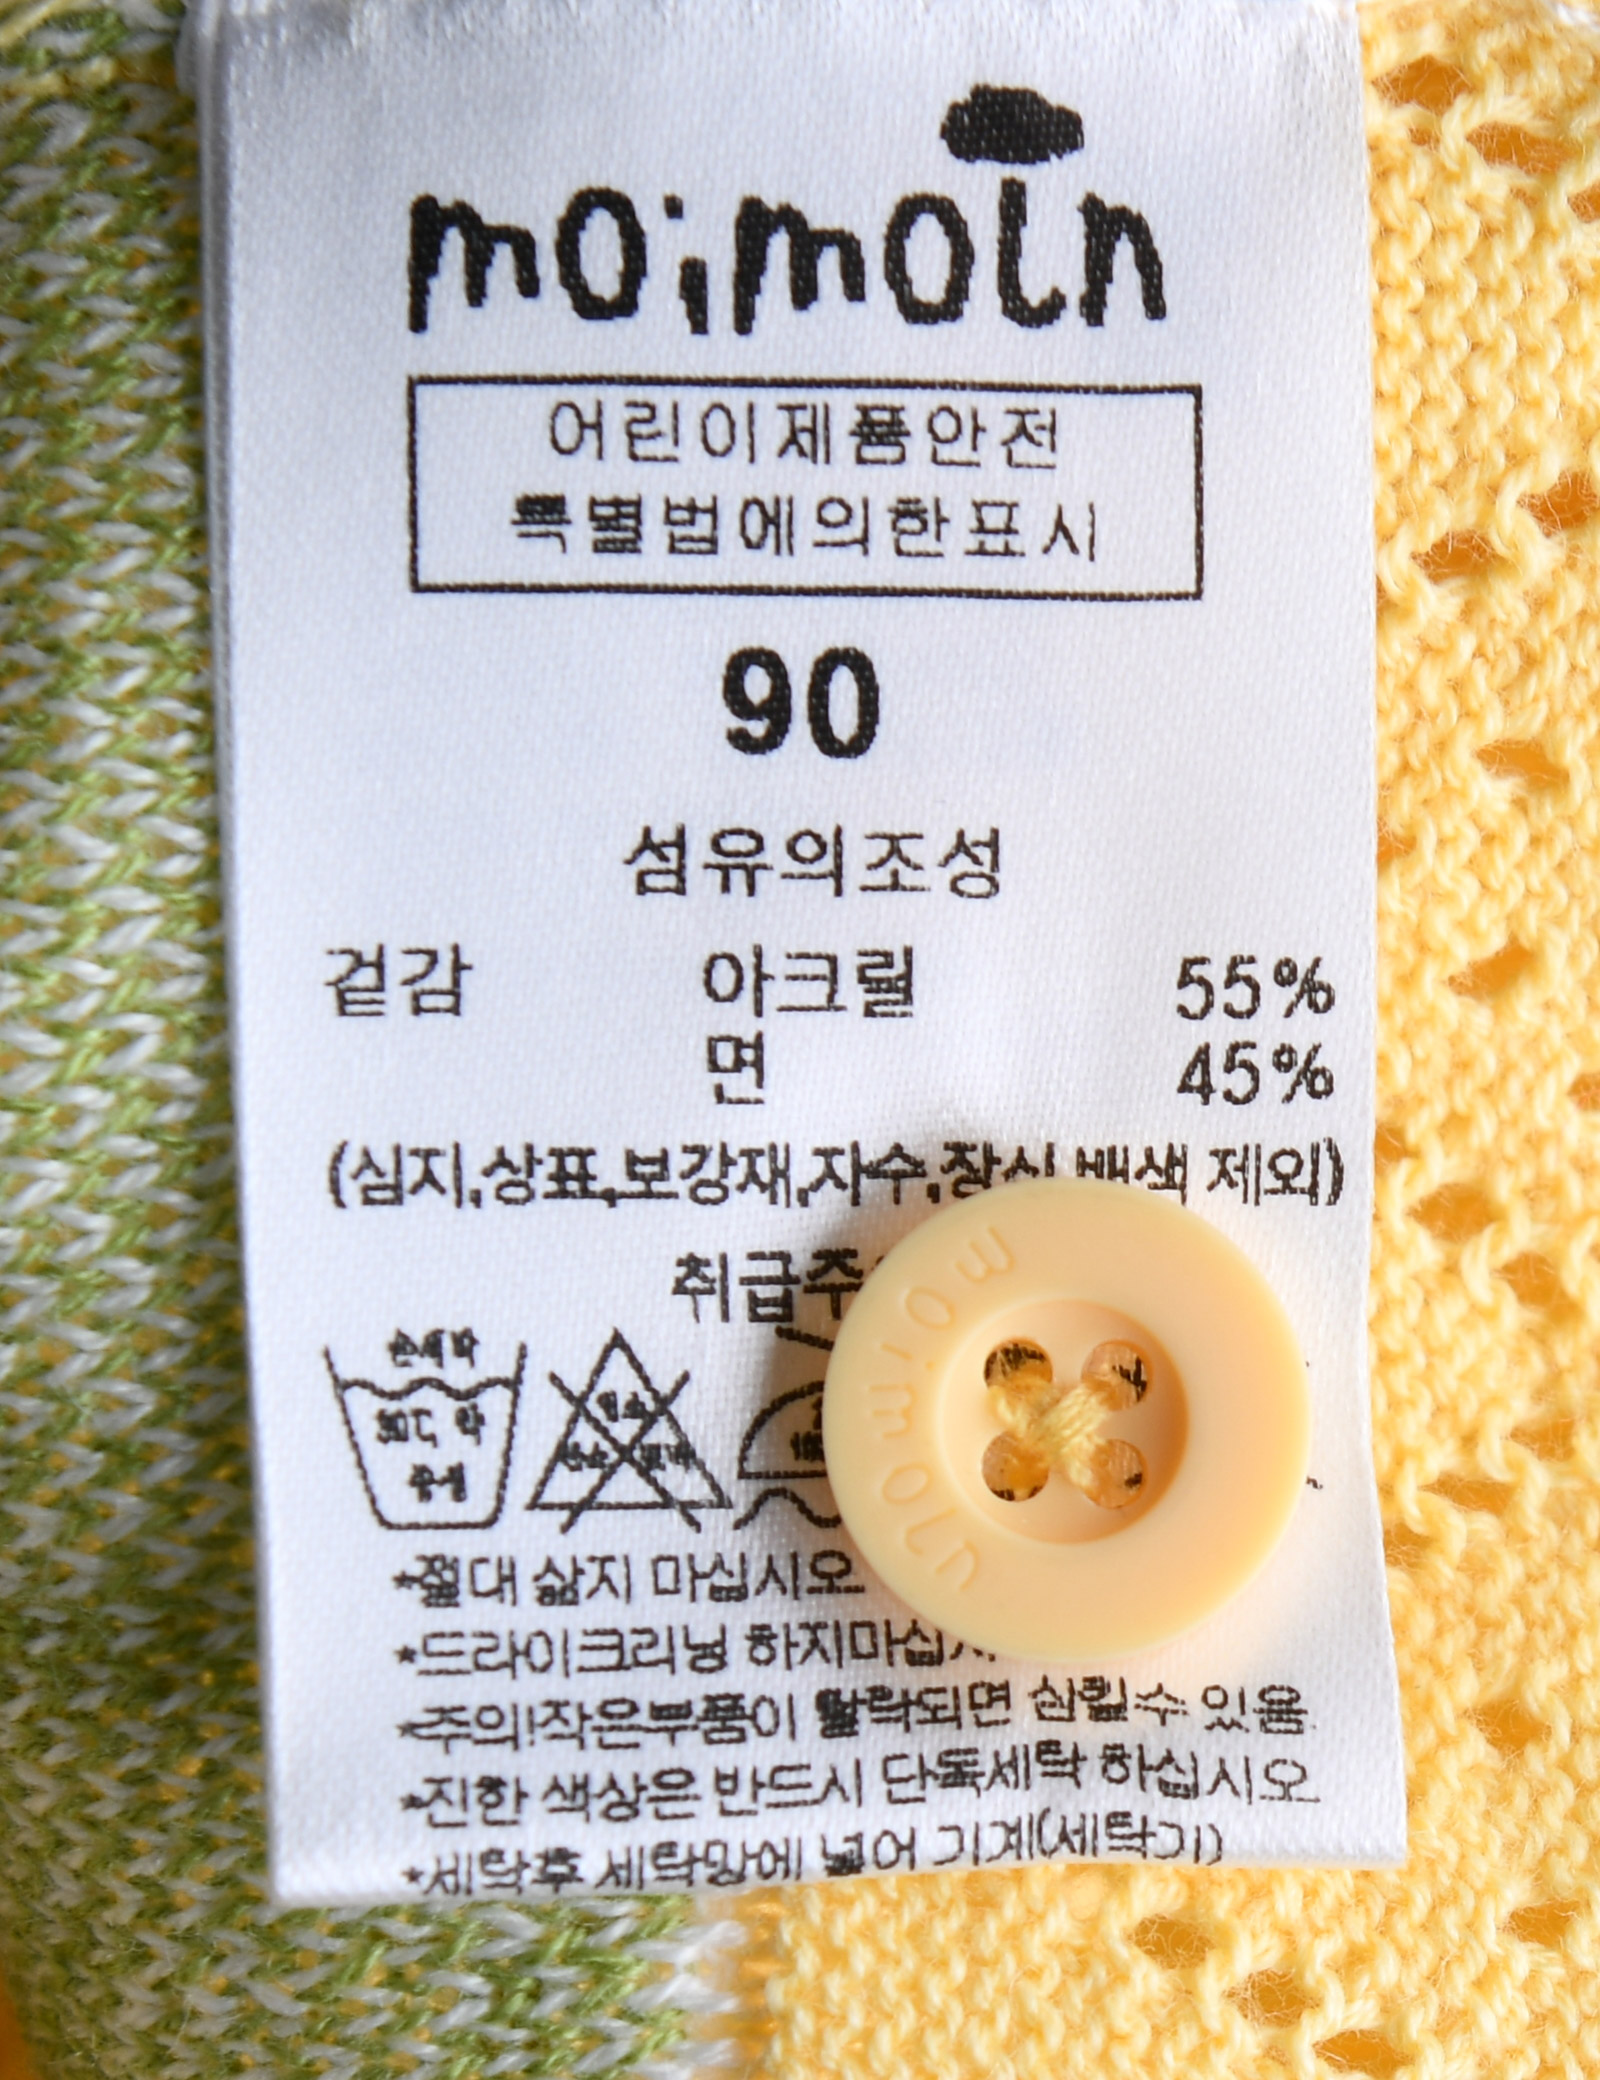 moimoln
어린이제품안전
특별법에의한표시
90
섬유의조성
겉감 아크릴 55%
면 45%
(심지,상표,보강재,자수,장식,배색 제외)
취급주
손세탁
염소
중성
*절대 삶지 마십시오
*드라이크리닝 하지마십시
*주의!작은부품이 탈락되면 삼킬수 있음
*진한 색상은 반드시 단독세탁 하십시오
*세탁후 세탁망에 넣어 기계(세탁기)
moimoln